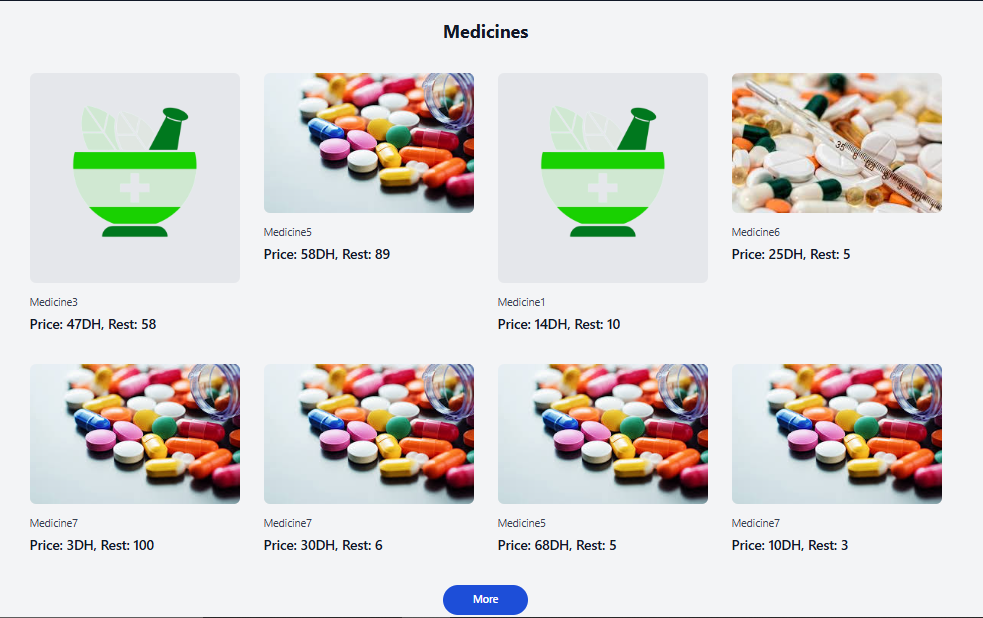 Medicines
Medicine3
Price: 47DH, Rest: 58
Medicine5
Price: 58DH, Rest: 89
Medicine1
Price: 14DH, Rest: 10
Medicine6
Price: 25DH, Rest: 5
Medicine7
Price: 3DH, Rest: 100
Medicine7
Price: 30DH, Rest: 6
Medicine5
Price: 68DH, Rest: 5
Medicine7
Price: 10DH, Rest: 3
More